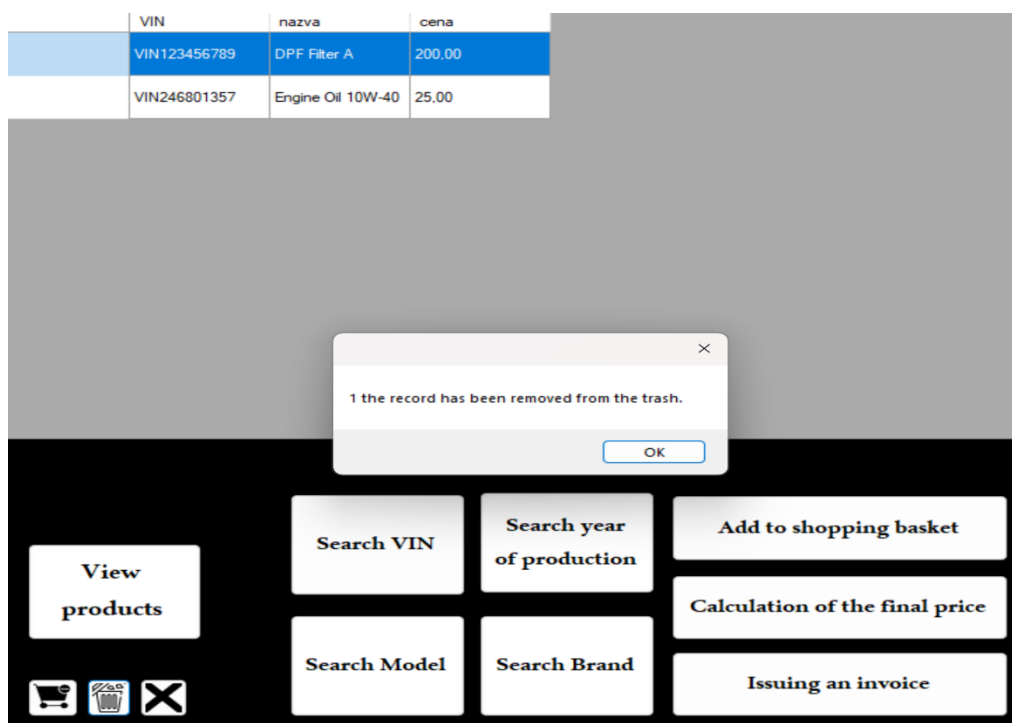 VIN nazva cena
VIN123456789 DPF Filter A 200,00
VIN246801357 Engine Oil 10W-40 25,00
1 the record has been removed from the trash.
OK
View
products
Search VIN
Search year
of production
Search Model
Search Brand
Add to shopping basket
Calculation of the final price
Issuing an invoice